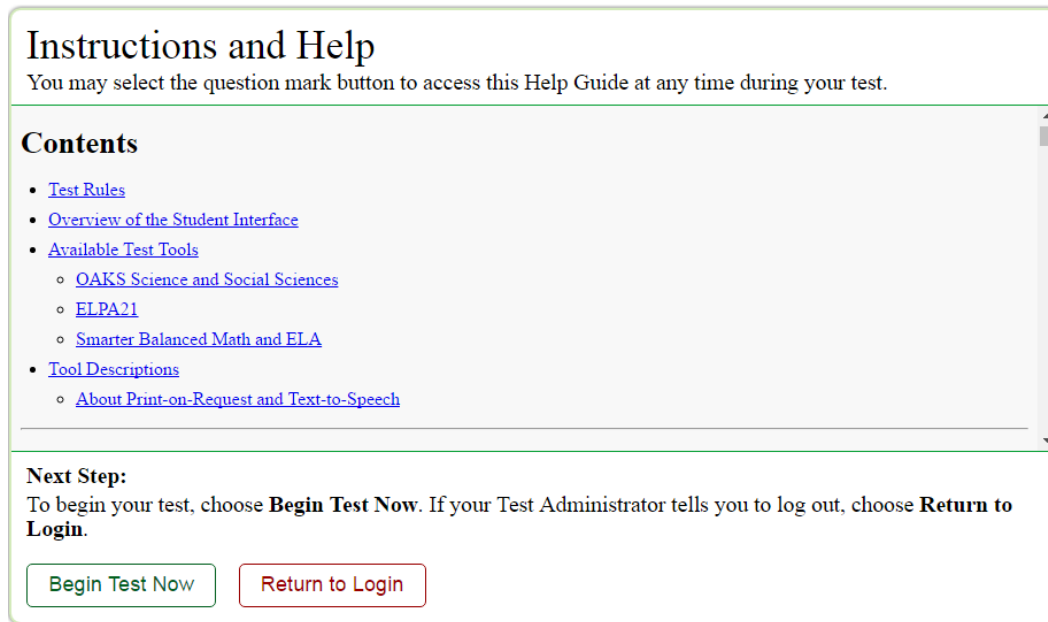 Instructions and Help
You may select the question mark button to access this Help Guide at any time during your test.
Contents
Test Rules
Overview of the Student Interface
Available Test Tools
OAKS Science and Social Sciences
ELPA21
Smarter Balanced Math and ELA
Tool Descriptions
About Print-on-Request and Text-to-Speech
Next Step:
To begin your test, choose Begin Test Now. If your Test Administrator tells you to log out, choose Return to
Login.
Begin Test Now Return to Login